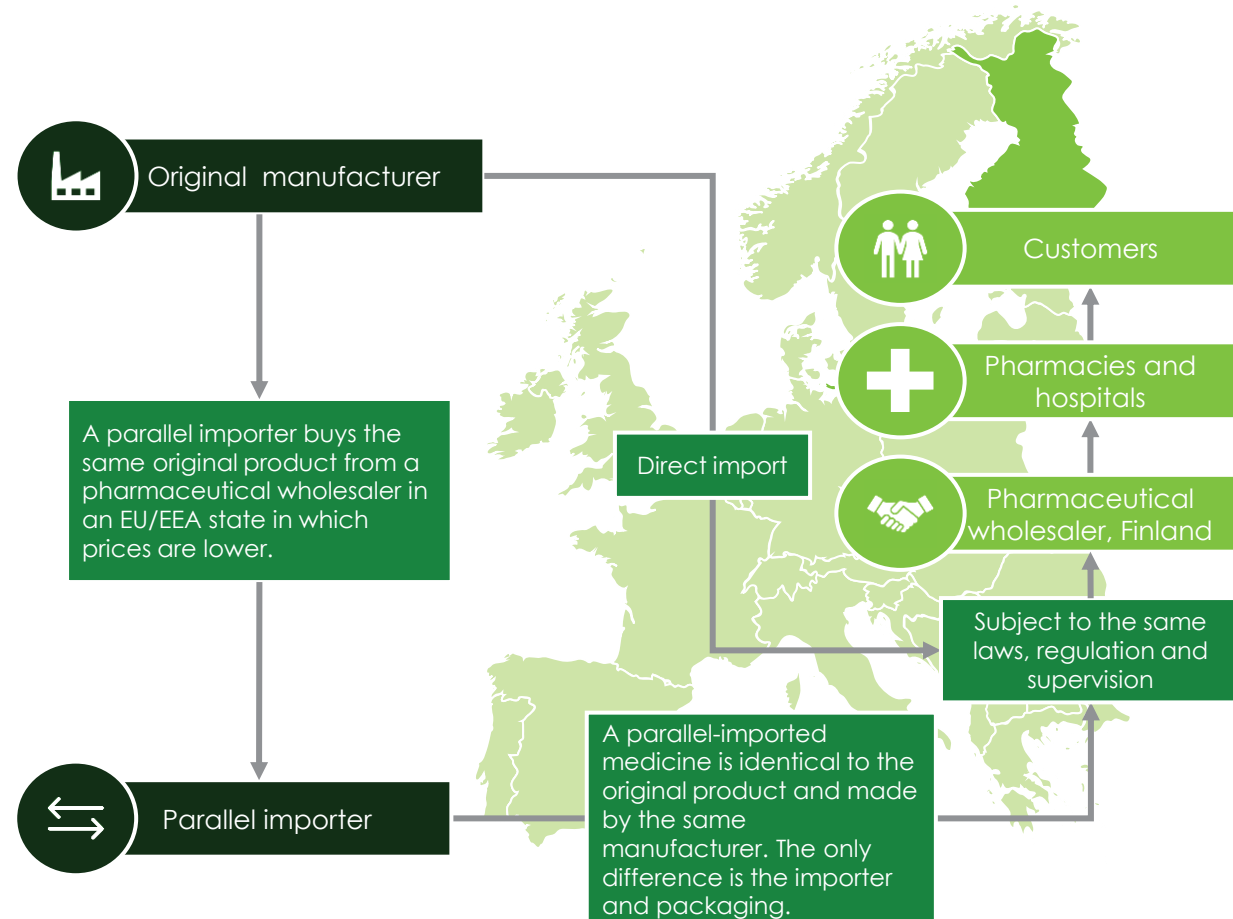 Original manufacturer
Customers
Pharmacies and
hospitals
A parallel importer buys the
same original product from a
pharmaceutical wholesaler in
an EU/EEA state in which
prices are lower.
Direct import
Pharmaceutical
wholesaler, Finland
Subject to the same
laws, regulation and
supervision
A parallel-imported
medicine is identical to the
original product and made
by the same
manufacturer. The only
difference is the importer
and packaging.
Parallel importer